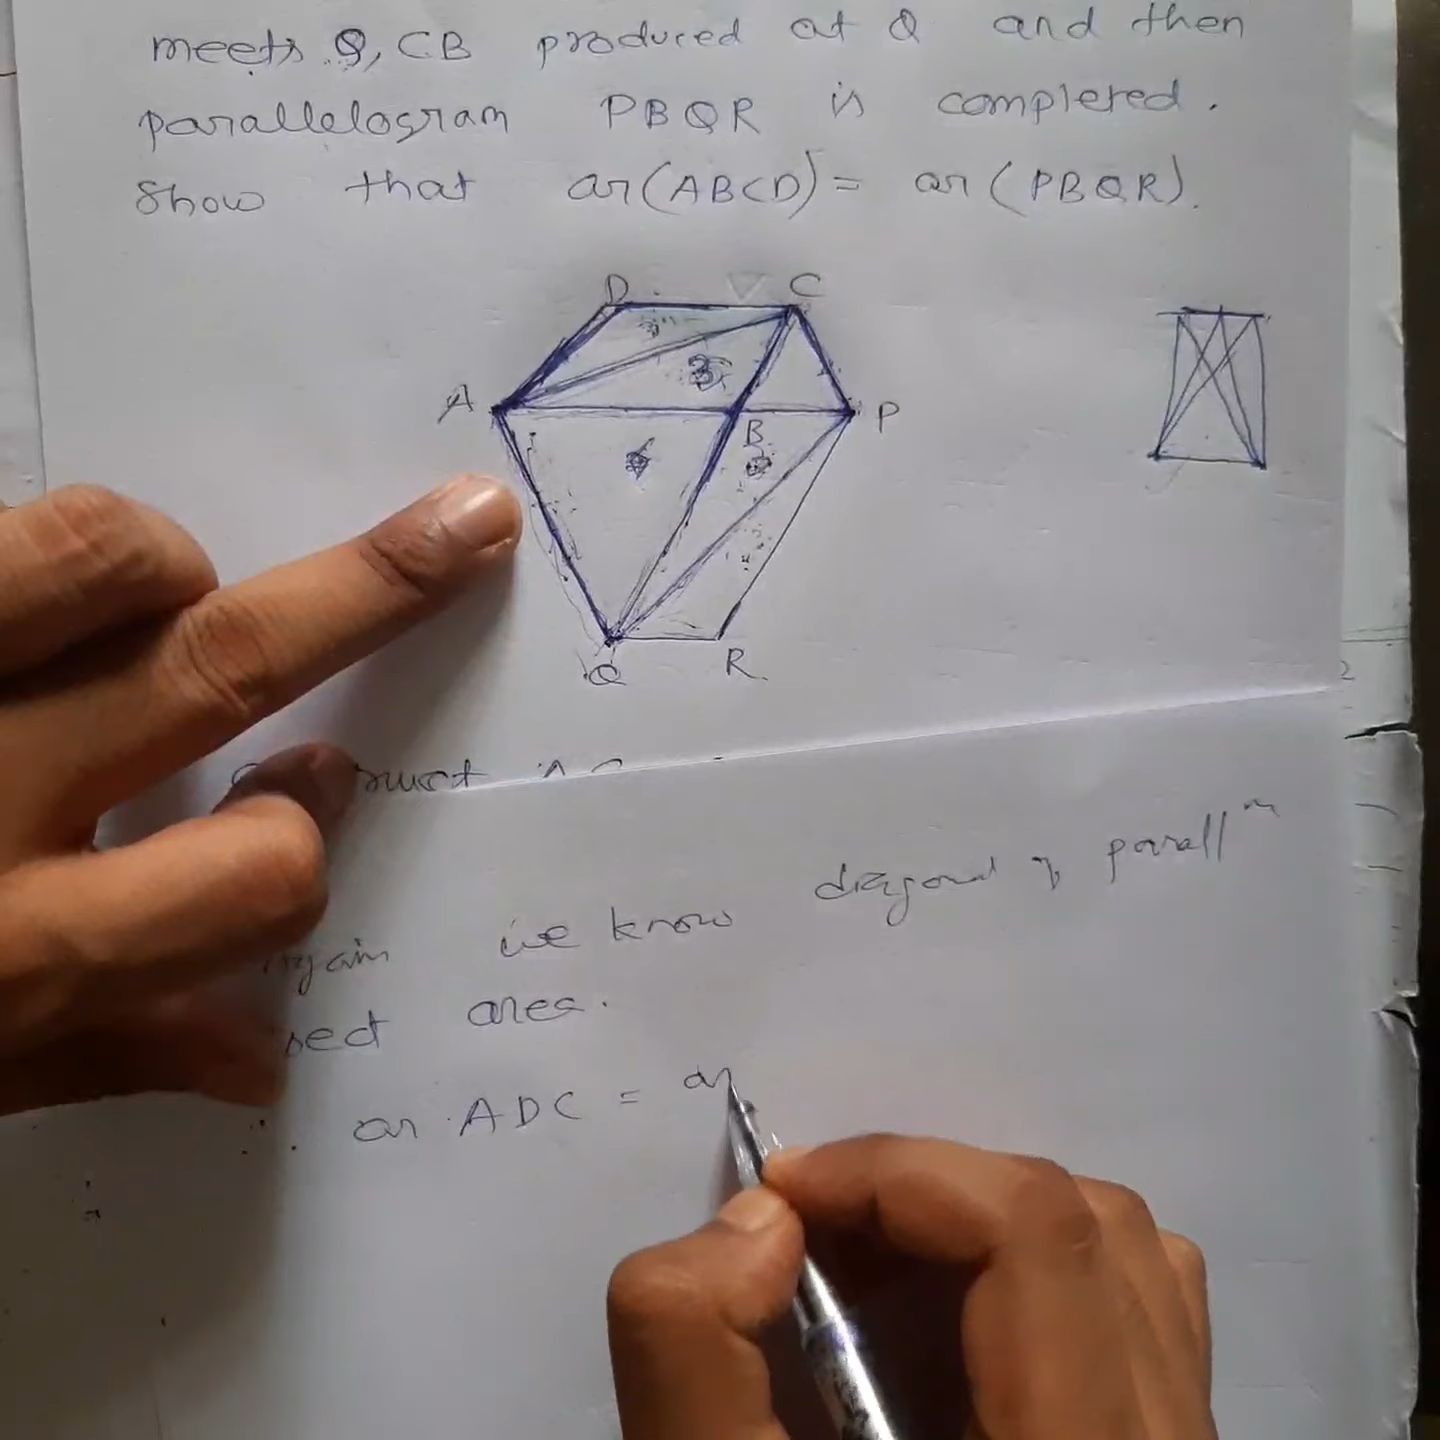 meets Q, CB produced at Q and then
parallelogram PBQR is completed.
Show that ar(ABCD) = ar(PBQR).
D C
A B P
Q R
diagonal of parall^m
we know
area.
ar ADC = ar